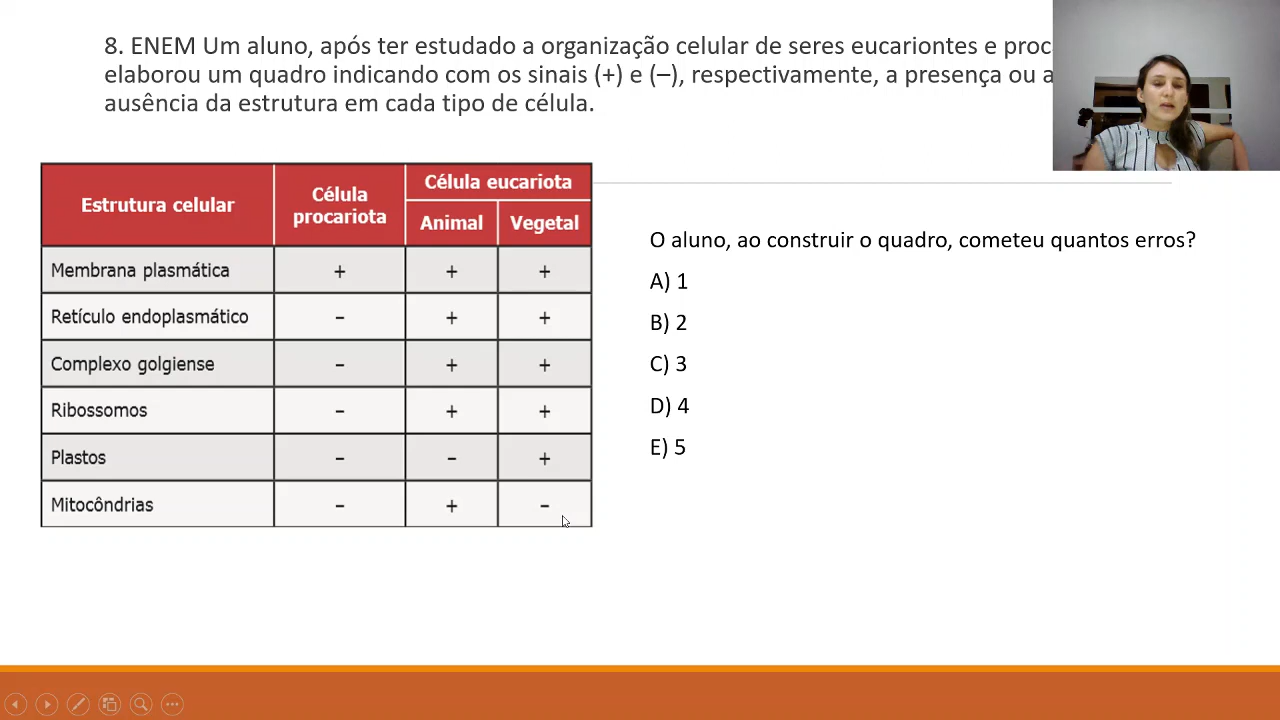 8. ENEM Um aluno, após ter estudado a organização celular de seres eucariontes e
elaborou um quadro indicando com os sinais (+) e (–), respectivamente, a presença ou a
ausência da estrutura em cada tipo de célula.
Estrutura celular
Célula procariota
Célula eucariota
Animal Vegetal
Membrana plasmática + + +
Retículo endoplasmático – + +
Complexo golgiense – + +
Ribossomos – + +
Plastos – – +
Mitocôndrias – + –
O aluno, ao construir o quadro, cometeu quantos erros?
A) 1
B) 2
C) 3
D) 4
E) 5